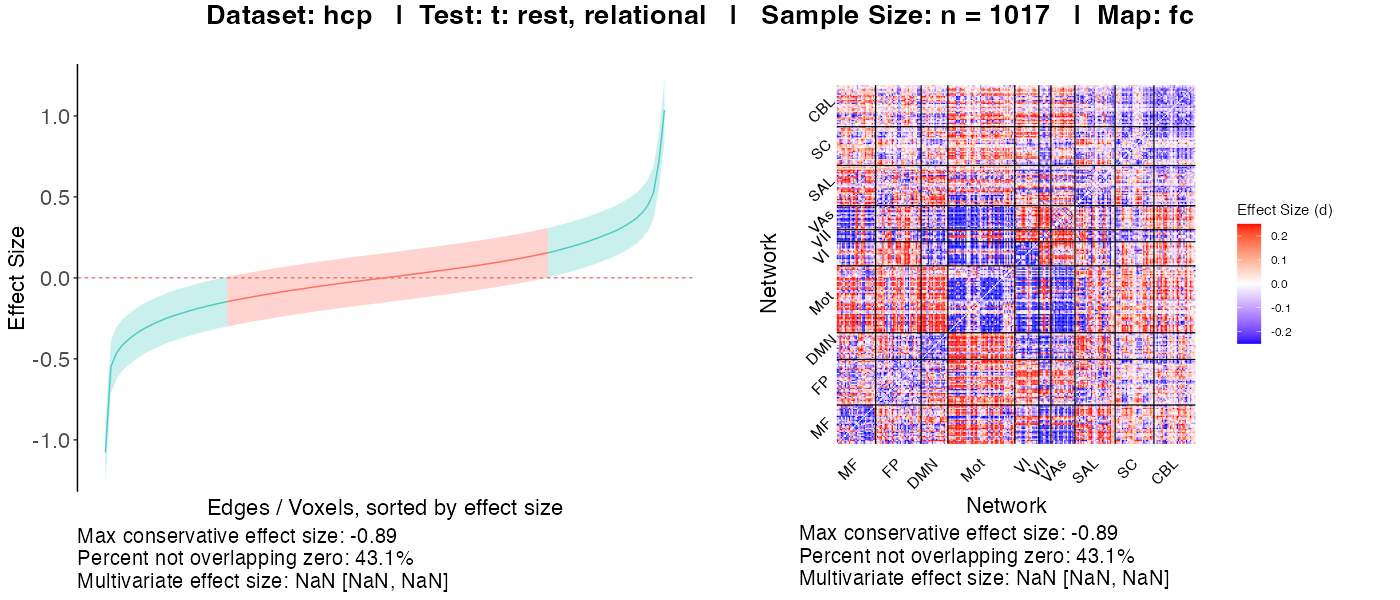 Dataset: hcp | Test: t: rest, relational | Sample Size: n = 1017 | Map: fc
Effect Size
1.0
0.5
0.0
-0.5
-1.0
Edges / Voxels, sorted by effect size
Max conservative effect size: -0.89
Percent not overlapping zero: 43.1%
Multivariate effect size: NaN [NaN, NaN]
Network
CBL
SC
SAL
VAs
VII
VI
Mot
DMN
FP
MF
MF
FP
DMN
Mot
VI
VII
VAs
SAL
SC
CBL
Network
Max conservative effect size: -0.89
Percent not overlapping zero: 43.1%
Multivariate effect size: NaN [NaN, NaN]
Effect Size (d)
0.2
0.1
0.0
-0.1
-0.2